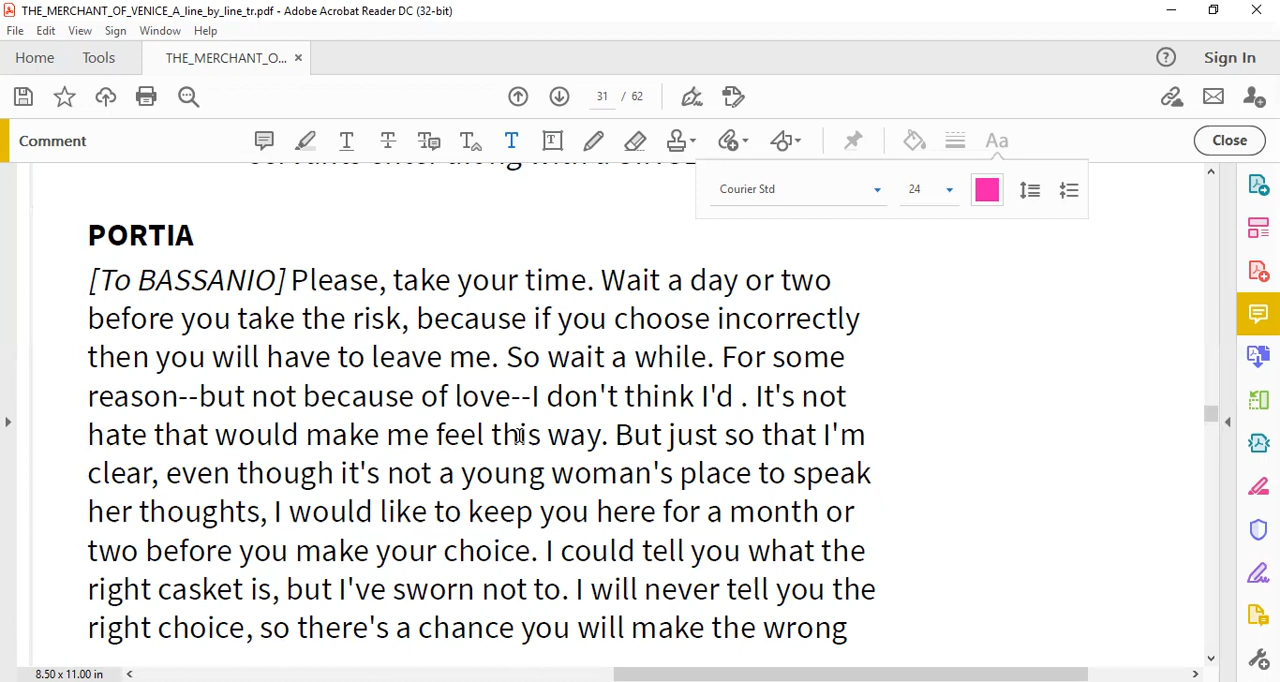 THE_MERCHANT_OF_VENICE_A_line_by_line_tr.pdf - Adobe Acrobat Reader DC (32-bit)
File Edit View Sign Window Help
Home Tools THE_MERCHANT_O... × Sign In
31 / 62
Comment Close
Courier Std 24
PORTIA
[To BASSANIO] Please, take your time. Wait a day or two
before you take the risk, because if you choose incorrectly
then you will have to leave me. So wait a while. For some
reason--but not because of love--I don't think I'd . It's not
hate that would make me feel this way. But just so that I'm
clear, even though it's not a young woman's place to speak
her thoughts, I would like to keep you here for a month or
two before you make your choice. I could tell you what the
right casket is, but I've sworn not to. I will never tell you the
right choice, so there's a chance you will make the wrong
8.50 x 11.00 in